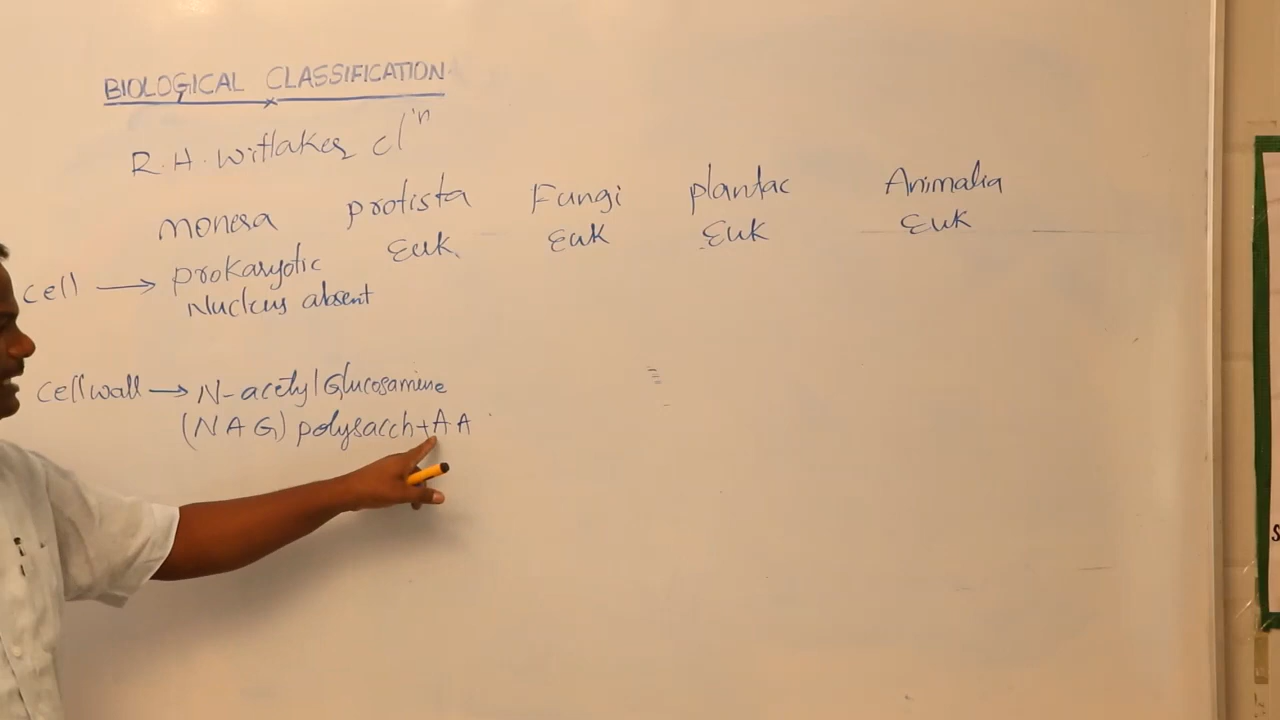 BIOLOGICAL CLASSIFICATION
R.H. Witlaker cl'n
monera protista Fungi plantae Animalia
cell → prokaryotic Euk Euk Euk Euk
Nucleus absent
cellwall → N-acetyl Glucosamine
(NAG) polysacch+AA
S